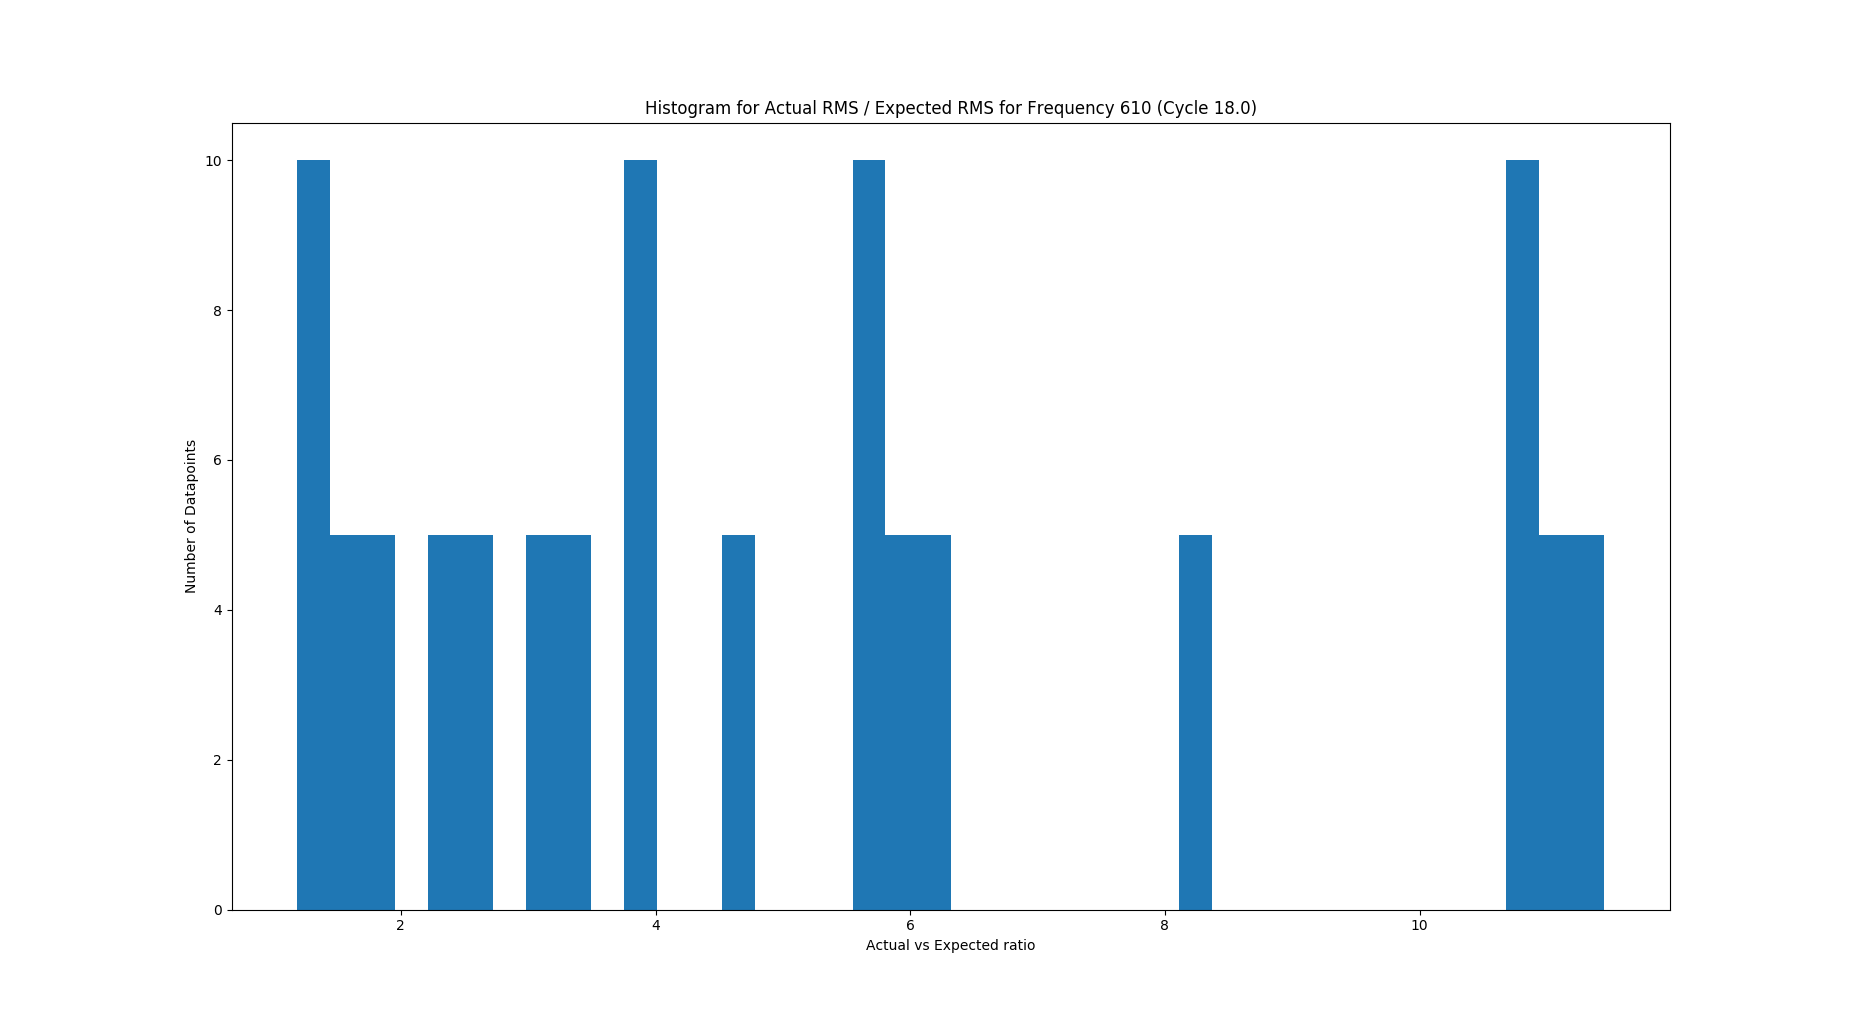 Histogram for Actual RMS / Expected RMS for Frequency 610 (Cycle 18.0)
10
8
6
4
2
0
Number of Datapoints
2 4 6 8 10
Actual vs Expected ratio